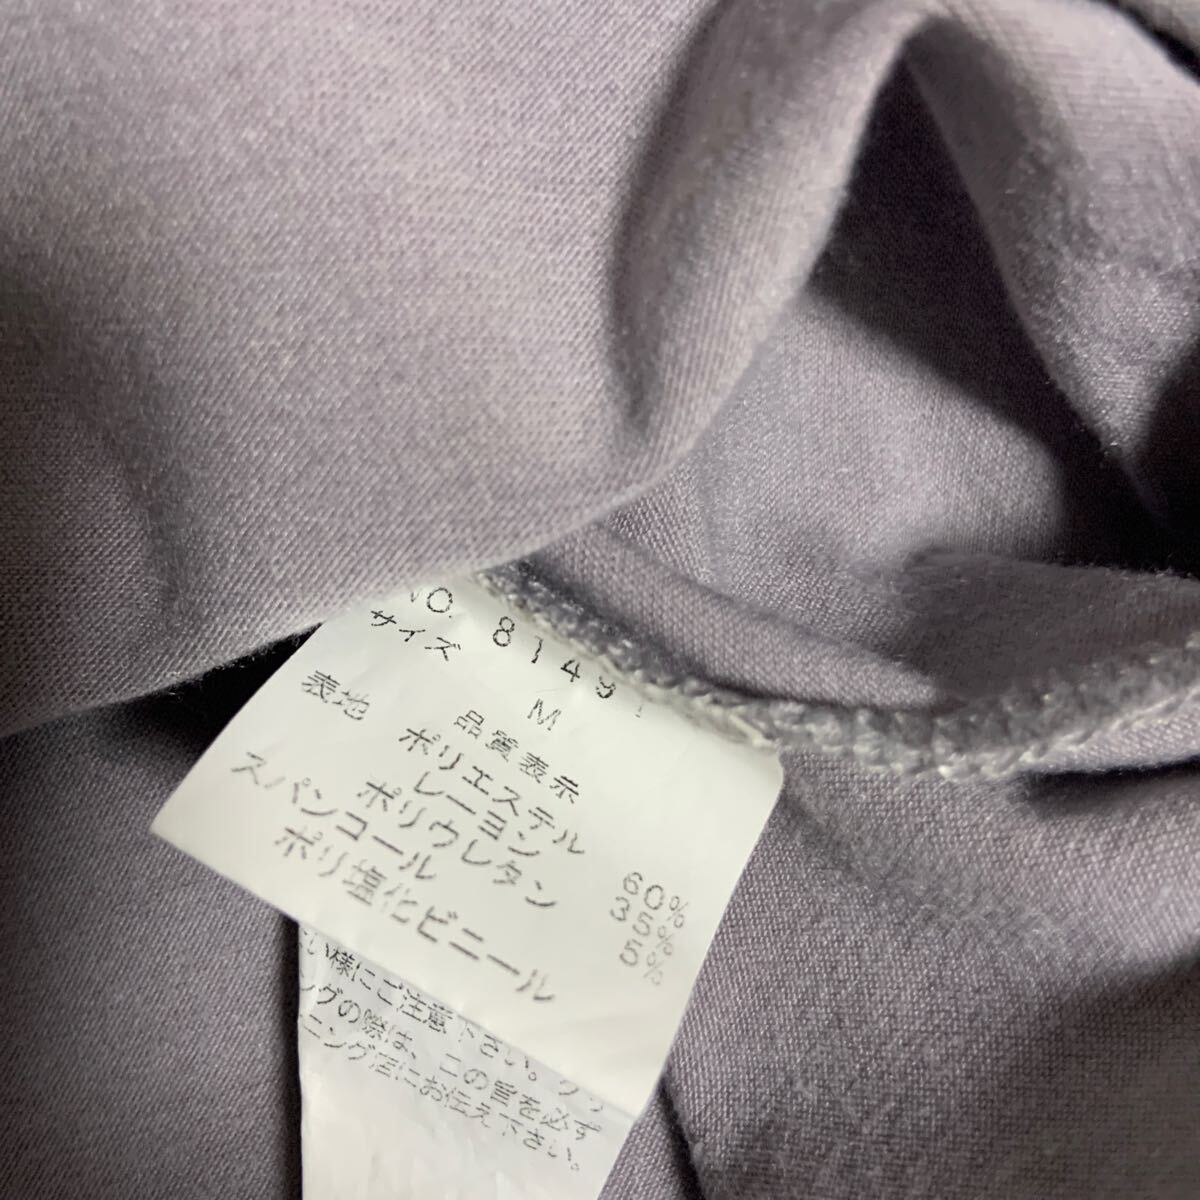 NO. 8149
サイズ M
品質表示
表地 ポリエステル 60%
レーヨン 35%
ポリウレタン 5%
スパンコール
ポリ塩化ビニール
い様にご注意下さい。クリ
ングの際は、この旨を必ず
ニング店にお伝え下さい。